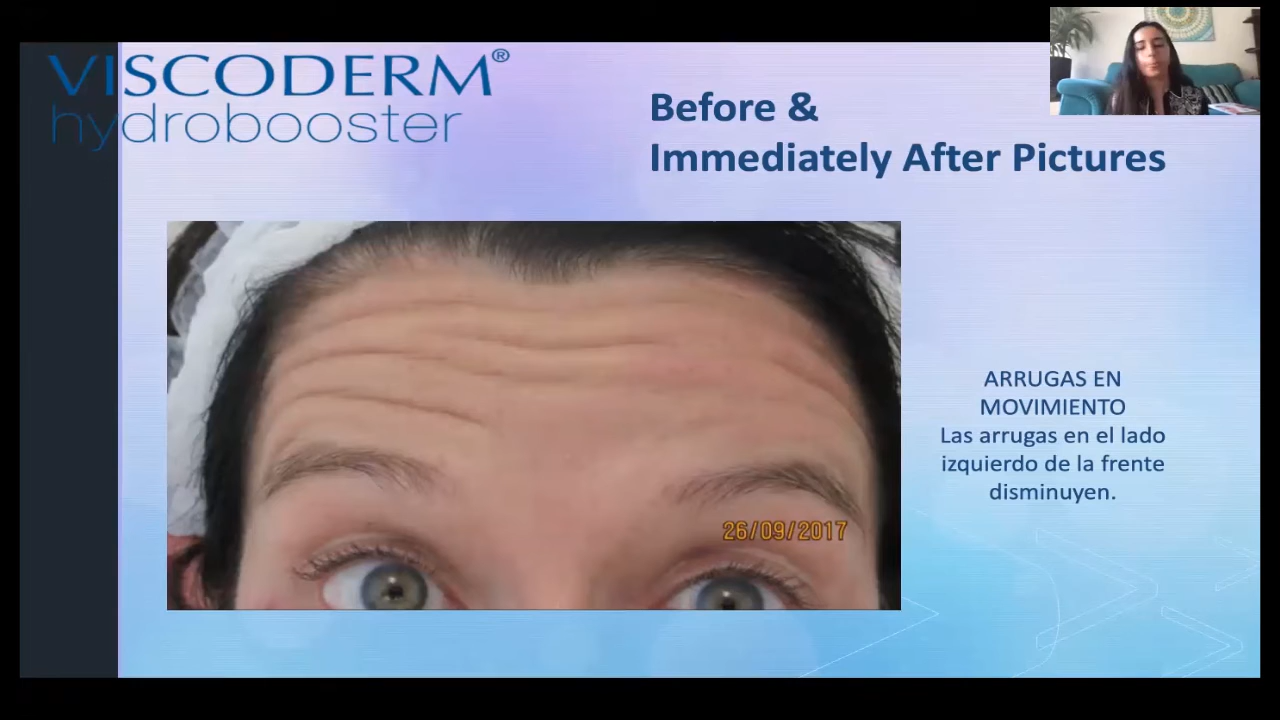 VISCODERM®
hydrobooster
Before &
Immediately After Pictures
ARRUGAS EN
MOVIMIENTO
Las arrugas en el lado
izquierdo de la frente
disminuyen.
26/09/2017